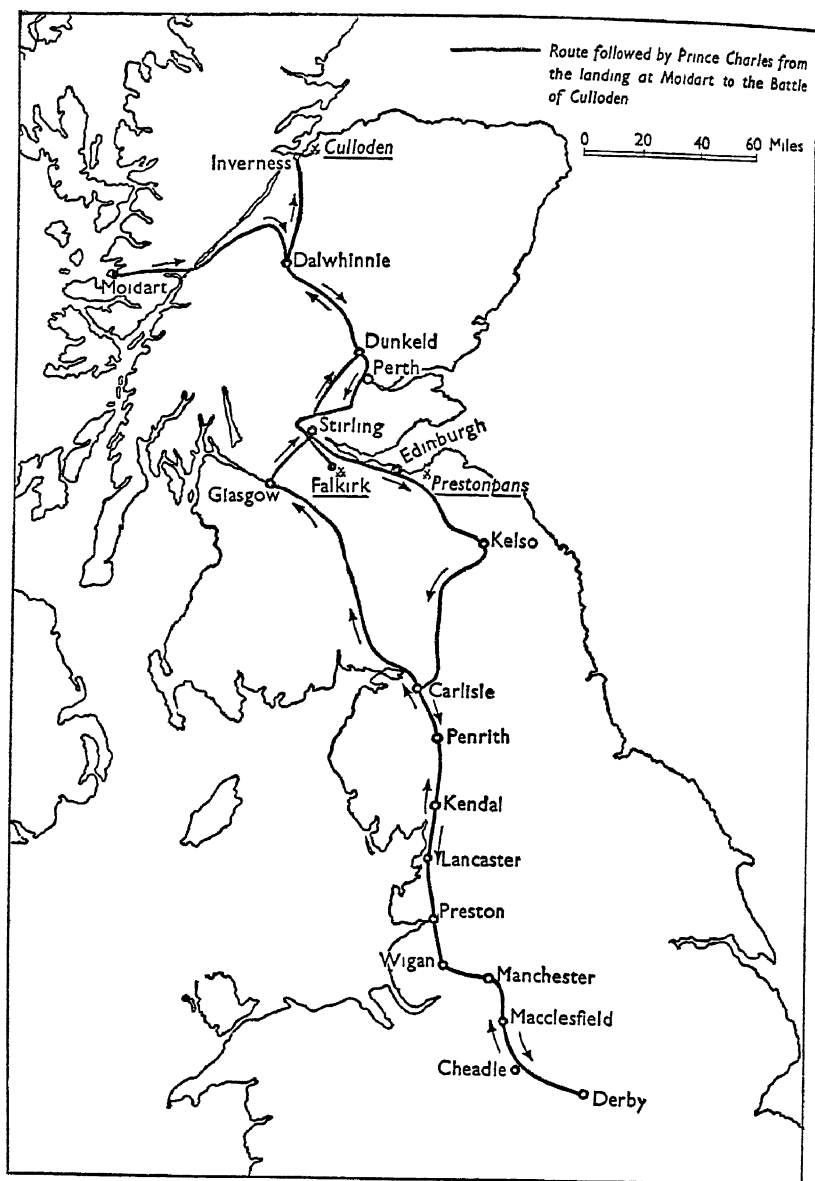 Route followed by Prince Charles from
the landing at Moidart to the Battle
of Culloden
0 20 40 60 Miles
Culloden
Inverness
Dalwhinnie
Moidart
Dunkeld
Perth
Stirling
Edinburgh
Falkirk
Prestonpans
Glasgow
Kelso
Carlisle
Penrith
Kendal
Lancaster
Preston
Wigan
Manchester
Macclesfield
Cheadle
Derby